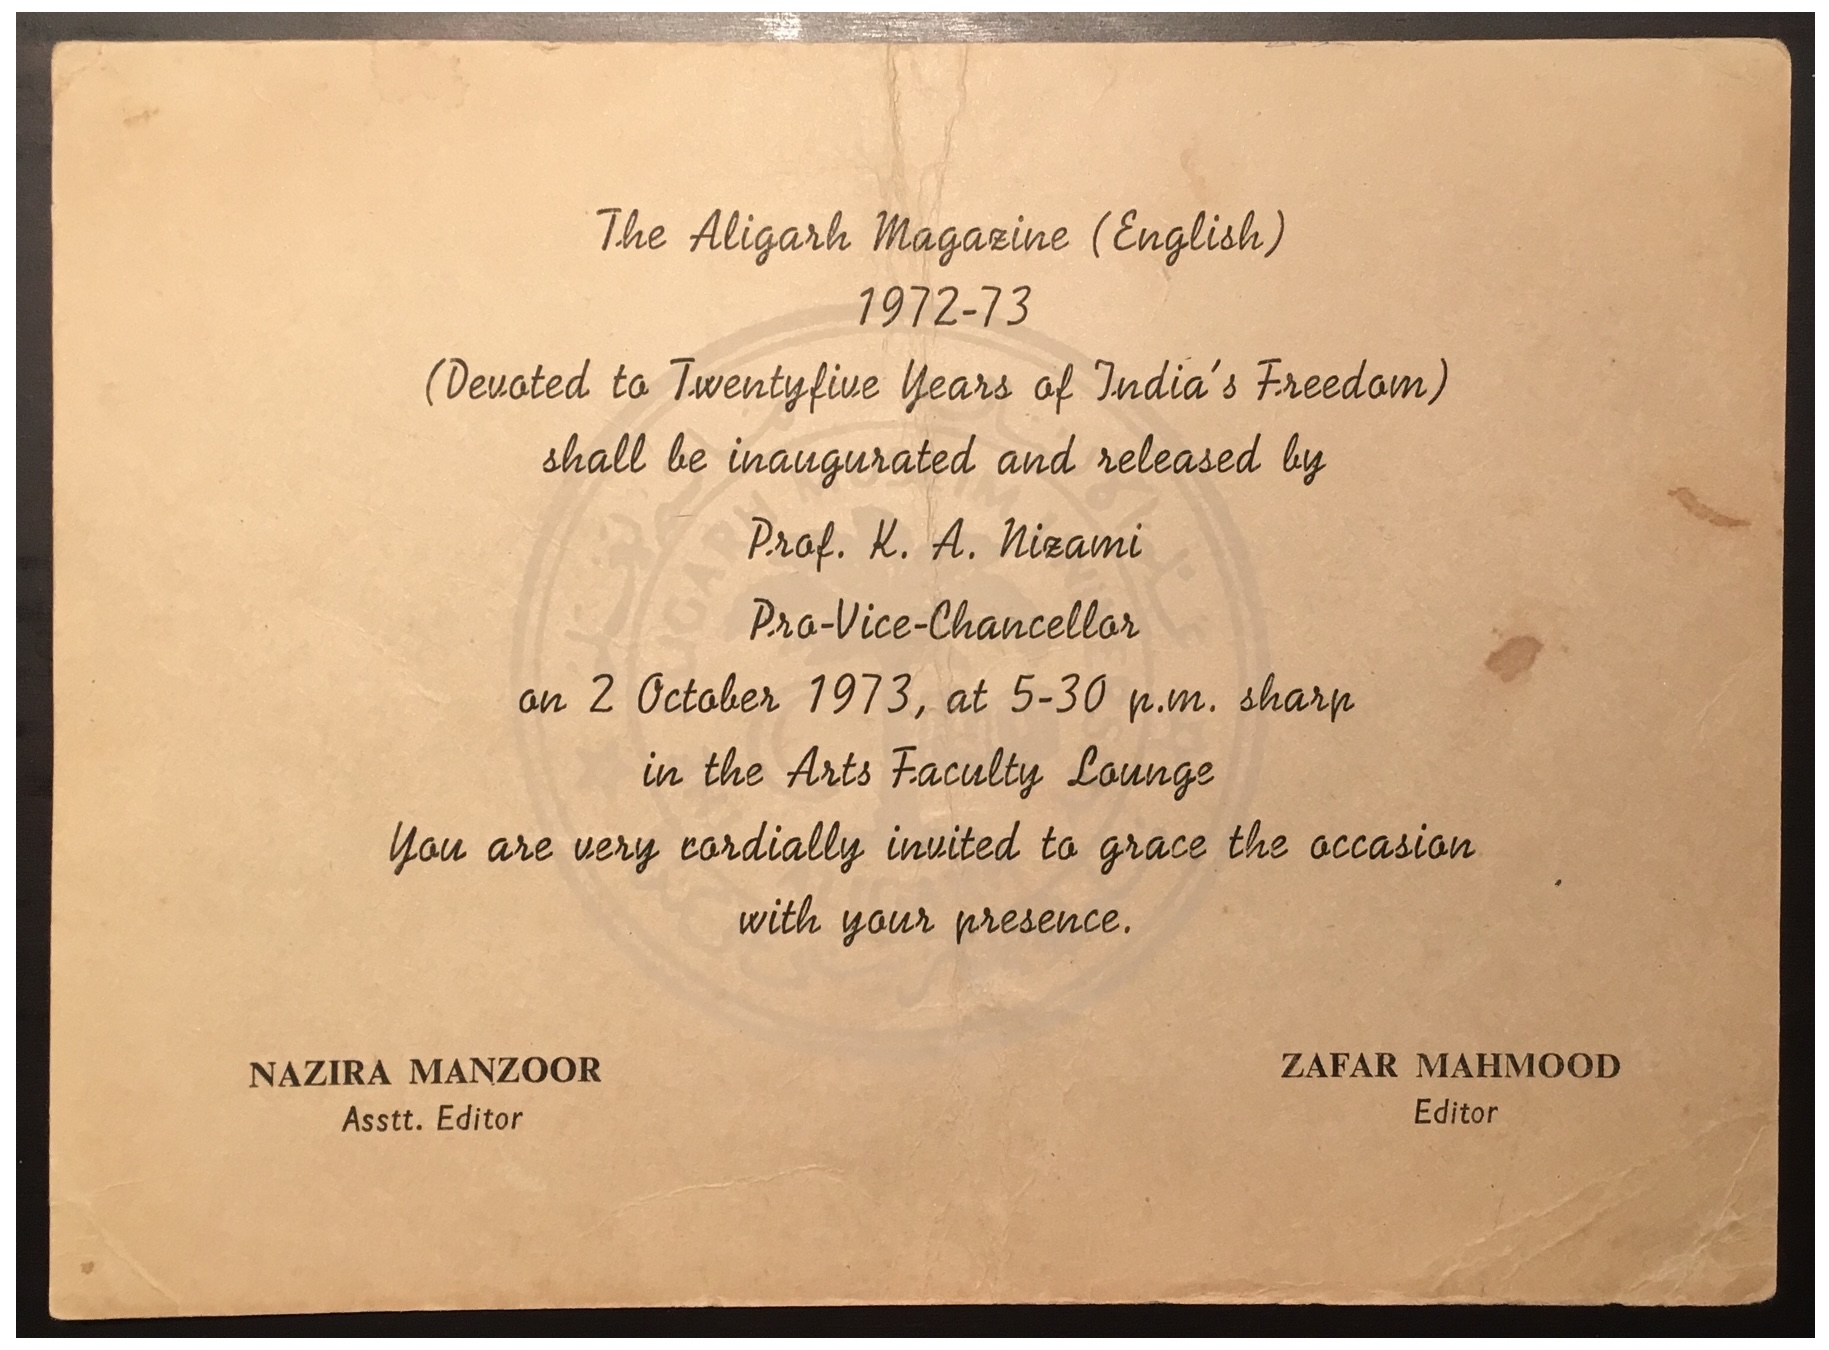 The Aligarh Magazine (English)
1972-73
(Devoted to Twentyfive Years of India's Freedom)
shall be inaugurated and released by
Prof. K. A. Nizami
Pro-Vice-Chancellor
on 2 October 1973, at 5-30 p.m. sharp
in the Arts Faculty Lounge
You are very cordially invited to grace the occasion
with your presence.
NAZIRA MANZOOR
Asstt. Editor
ZAFAR MAHMOOD
Editor